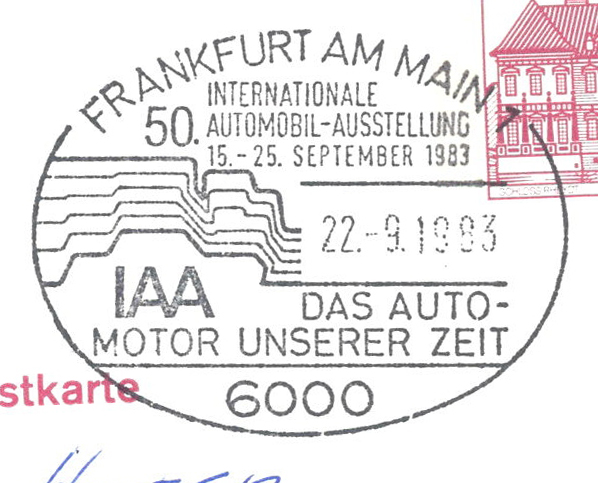 FRANKFURT AM MAIN 1
50. INTERNATIONALE
AUTOMOBIL-AUSSTELLUNG
15.-25. SEPTEMBER 1983
22.-9.1983
IAA DAS AUTO-
MOTOR UNSERER ZEIT
6000
stkarte